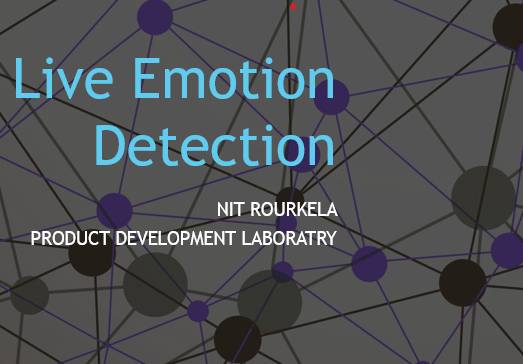 Live Emotion
Detection
NIT ROURKELA
PRODUCT DEVELOPMENT LABORATRY